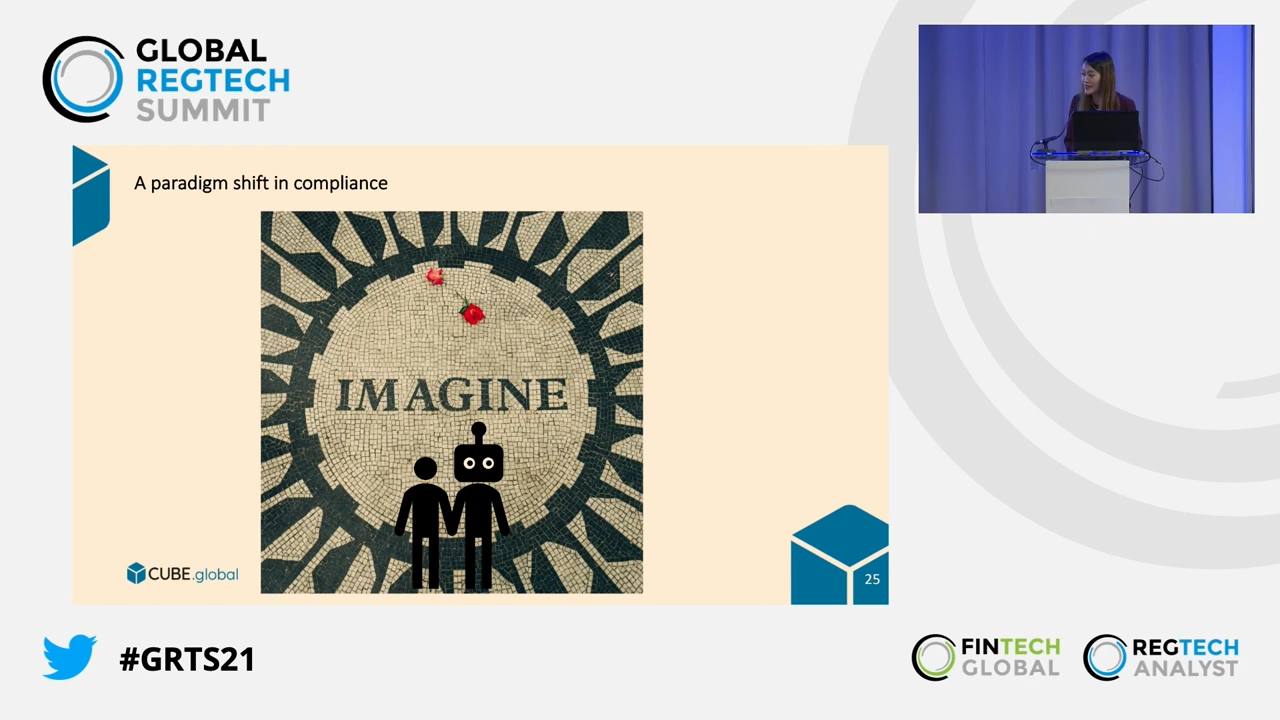 GLOBAL
REGTECH
SUMMIT
A paradigm shift in compliance
IMAGINE
CUBE.global
25
#GRTS21
FINTECH
GLOBAL
REGTECH
ANALYST